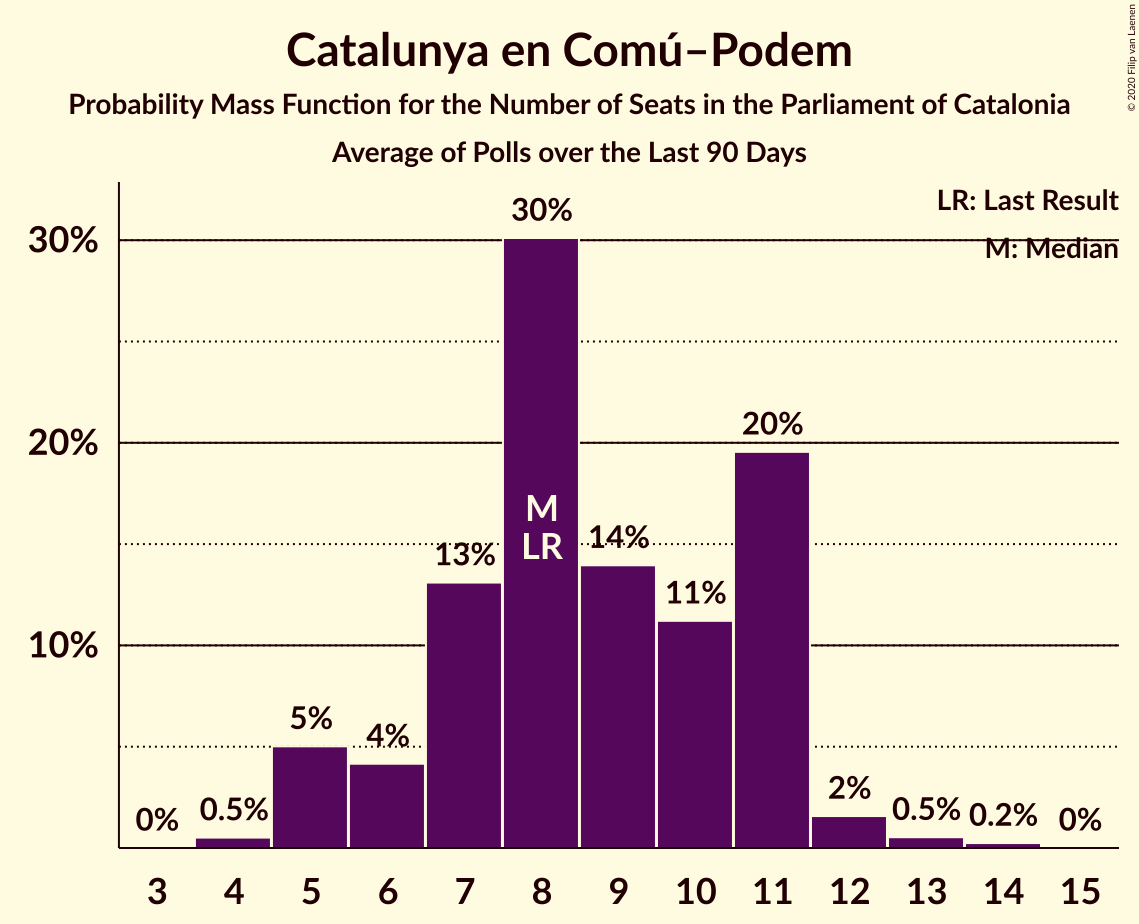 Catalunya en Comú–Podem
Probability Mass Function for the Number of Seats in the Parliament of Catalonia
Average of Polls over the Last 90 Days
© 2020 Filip van Laenen
LR: Last Result
M: Median
30%
20%
10%
0%
0.5%
5%
4%
13%
30%
M
LR
14%
11%
20%
2%
0.5%
0.2%
0%
3 4 5 6 7 8 9 10 11 12 13 14 15